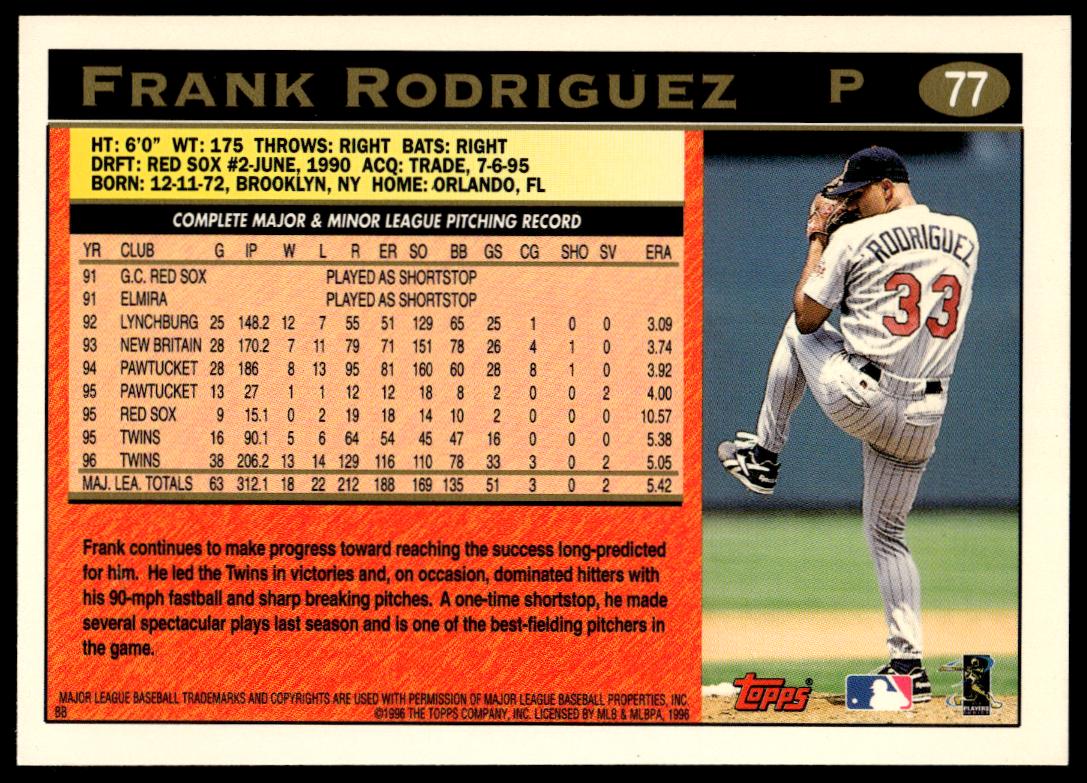 FRANK RODRIGUEZ P 77
HT: 6'0" WT: 175 THROWS: RIGHT BATS: RIGHT
DRFT: RED SOX #2-JUNE, 1990 ACQ: TRADE, 7-6-95
BORN: 12-11-72, BROOKLYN, NY HOME: ORLANDO, FL
COMPLETE MAJOR & MINOR LEAGUE PITCHING RECORD
YR CLUB G IP W L R ER SO BB GS CG SHO SV ERA
91 G.C. RED SOX PLAYED AS SHORTSTOP
91 ELMIRA PLAYED AS SHORTSTOP
92 LYNCHBURG 25 148.2 12 7 55 51 129 65 25 1 0 0 3.09
93 NEW BRITAIN 28 170.2 7 11 79 71 151 78 26 4 1 0 3.74
94 PAWTUCKET 28 186 8 13 95 81 160 60 28 8 1 0 3.92
95 PAWTUCKET 13 27 1 1 12 12 18 8 2 0 0 2 4.00
95 RED SOX 9 15.1 0 2 19 18 14 10 2 0 0 0 10.57
95 TWINS 16 90.1 5 6 64 54 45 47 16 0 0 0 5.38
96 TWINS 38 206.2 13 14 129 116 110 78 33 3 0 2 5.05
MAJ. LEA. TOTALS 63 312.1 18 22 212 188 169 135 51 3 0 2 5.42
Frank continues to make progress toward reaching the success long-predicted
for him. He led the Twins in victories and, on occasion, dominated hitters with
his 90-mph fastball and sharp breaking pitches. A one-time shortstop, he made
several spectacular plays last season and is one of the best-fielding pitchers in
the game.
MAJOR LEAGUE BASEBALL TRADEMARKS AND COPYRIGHTS ARE USED WITH PERMISSION OF MAJOR LEAGUE BASEBALL PROPERTIES, INC.
BB ©1996 THE TOPPS COMPANY, INC. LICENSED BY MLB & MLBPA, 1996
RODRIGUEZ
33
TOPPS®
PLAYERS
CHOICE